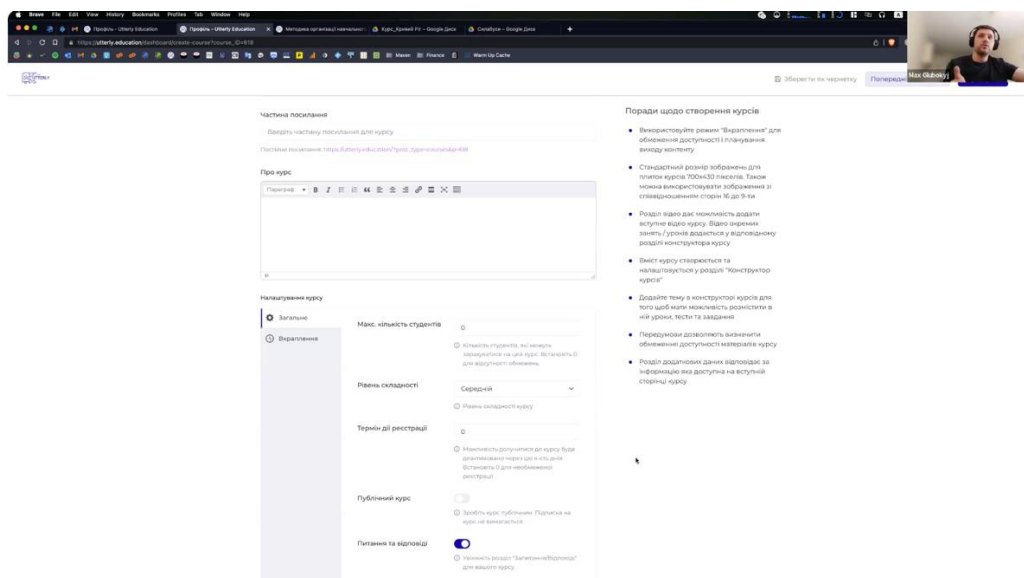 Brave File Edit View History Bookmarks Profiles Tab Window Help
Профіль - Utterly Education
Профіль - Utterly Education
Методика організації навчальної
Курс_Кривий Ріг – Google Диск
Силабуси – Google Диск
https://utterly.education/dashboard/create-course?course_ID=818
Мании
Finance
Warm Up Cache
Max Globokyj
UTTERLY
Зберегти як чернетку
Поперед
Частина посилання
Введіть частину посилання для курсу
Постійне посилання: https://utterly.education/?post_type=courses&p=818
Про курс
Параграф
Налаштування курсу
Загальне
Вкраплення
Макс. кількість студентів
0
Кількість студентів, які можуть
зареєструватися на цей курс. Встановіть 0
для відсутності обмежень
Рівень складності
Середній
Рівень складності курсу
Термін дії реєстрації
0
Можливість долучитися до курсу буде
деактивовано через цю к-сть днів.
Встановіть 0 для необмеженої
реєстрації
Публічний курс
Зробіть курс публічним. Підписка на
курс не вимагається
Питання та відповіді
Увімкніть розділ "Запитання/Відповіді"
для вашого курсу
Поради щодо створення курсів
Використовуйте режим "Вкраплення" для
обмеження доступності і планування
виходу контенту
Стандартний розмір зображень для
плиток курсів 700x430 пікселів. Також
можна використовувати зображення зі
співвідношенням сторін 16 до 9-ти
Розділ відео дає можливість додати
вступне відео курсу. Відео окремих
занять / уроків додається у відповідному
розділі конструктора курсу
Вміст курсу створюється та
налаштовується у розділі "Конструктор
курсів"
Додайте тему в конструкторі курсів для
того щоб мати можливість розмістити в
ній уроки, тести та завдання
Передумови дозволяють визначити
обмеження доступності матеріалів курсу
Розділ додаткових даних відповідає за
інформацію яка доступна на вступній
сторінці курсу